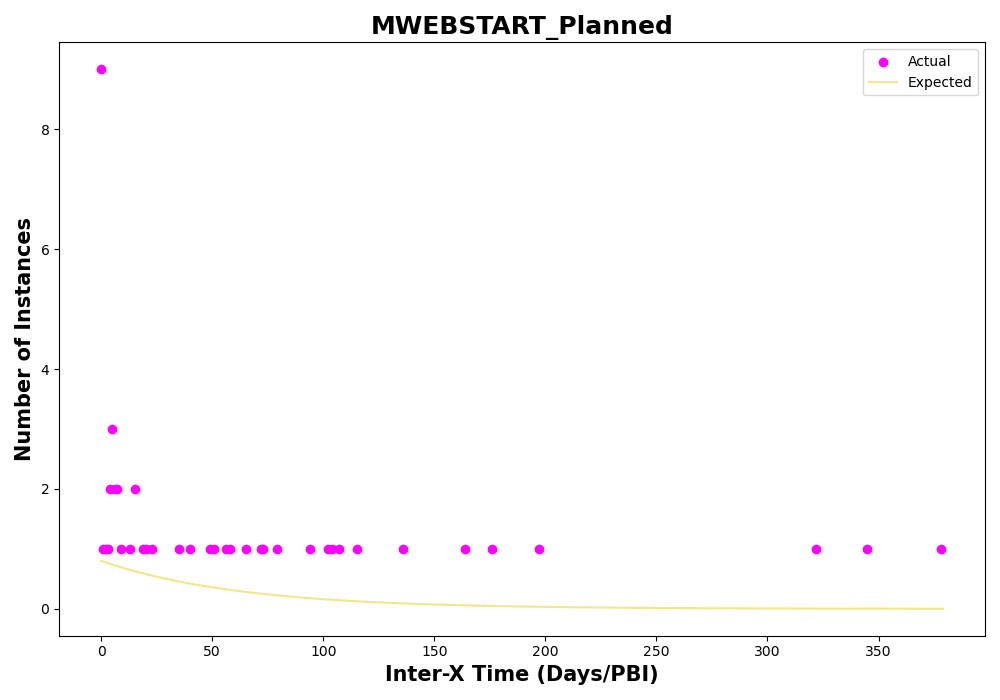 MWEBSTART_Planned
Actual
Expected
Number of Instances
8
6
4
2
0
0
50
100
150
200
250
300
350
Inter-X Time (Days/PBI)